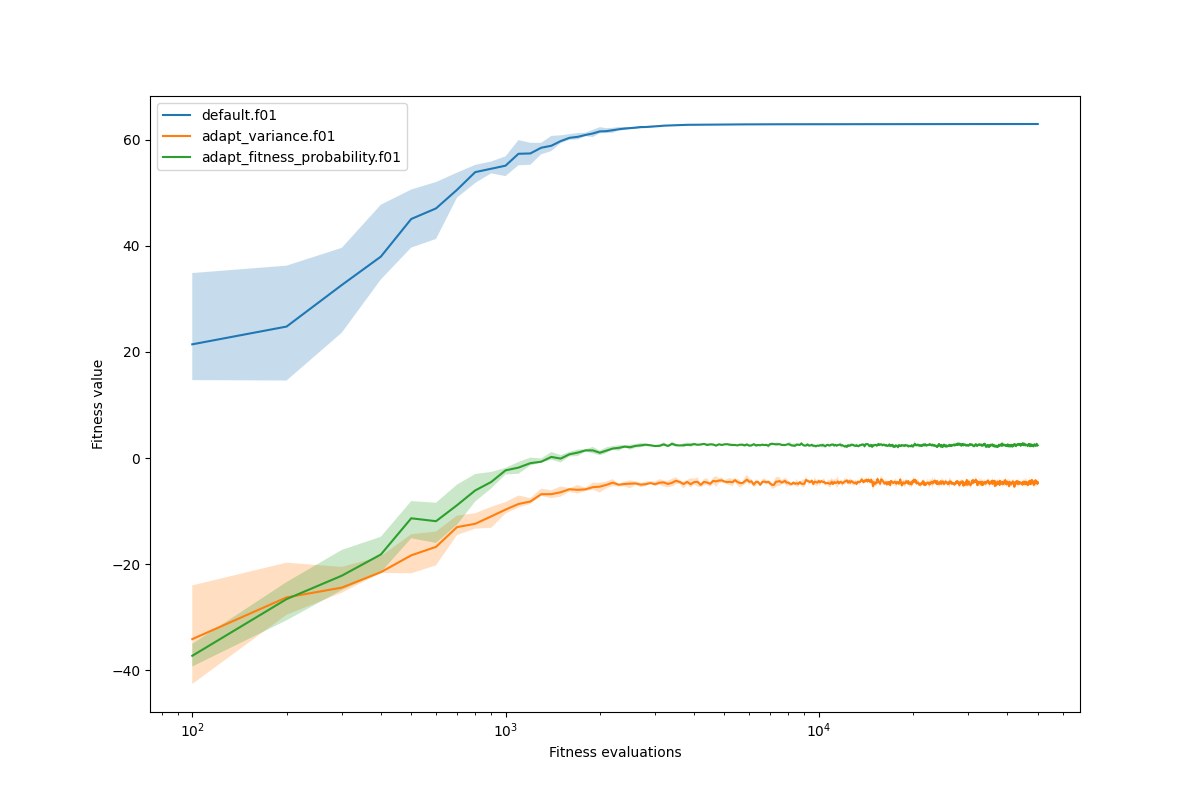 default.f01
adapt_variance.f01
adapt_fitness_probability.f01
60
40
20
0
−20
−40
Fitness value
10²
10³
10⁴
Fitness evaluations